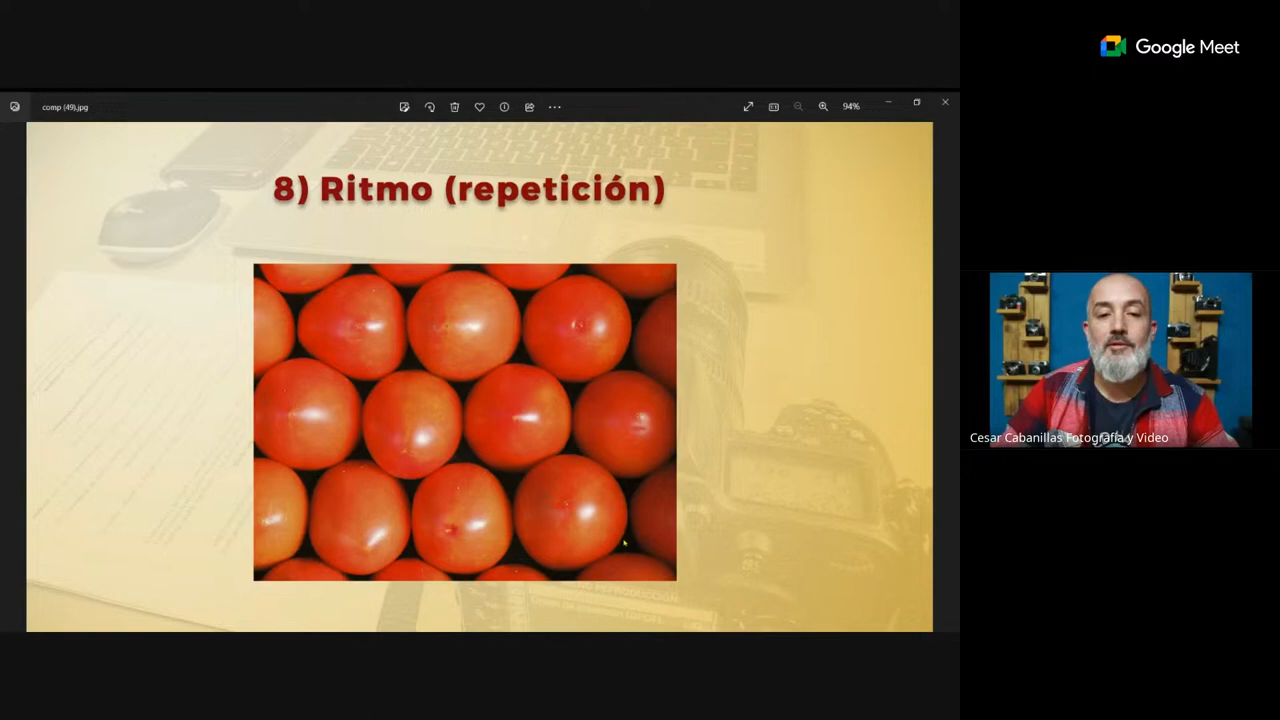 Google Meet
comp (49).jpg
94%
8) Ritmo (repetición)
Cesar Cabanillas Fotografía y Video